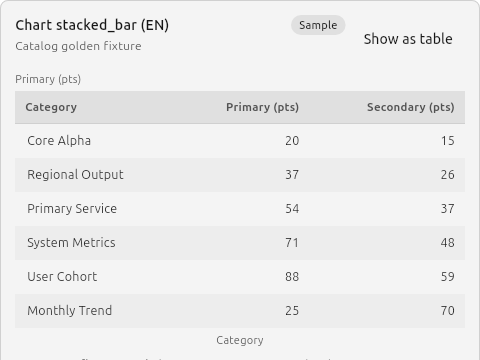 Chart stacked_bar (EN)
Sample
Show as table
Catalog golden fixture
Primary (pts)
Category Primary (pts) Secondary (pts)
Core Alpha 20 15
Regional Output 37 26
Primary Service 54 37
System Metrics 71 48
User Cohort 88 59
Monthly Trend 25 70
Category